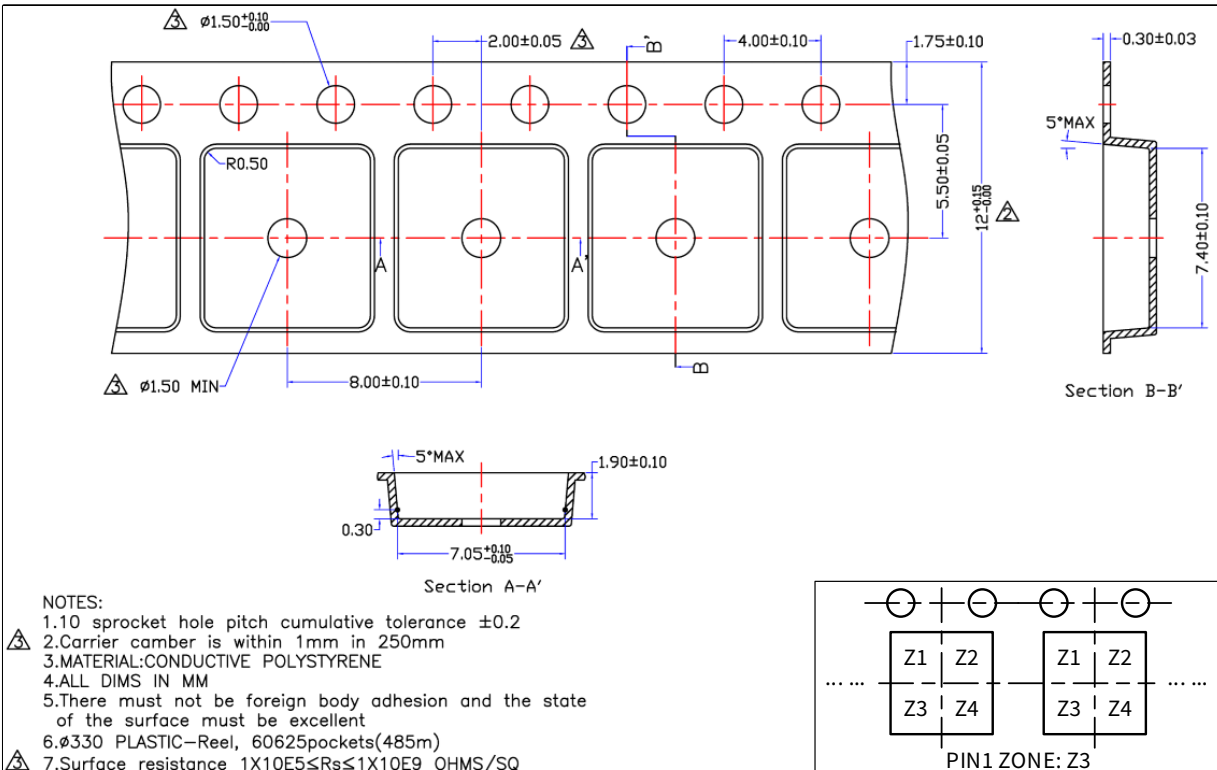 3 ø1.50+0.10-0.00
2.00±0.05 3
B'
4.00±0.10
1.75±0.10
0.30±0.03
5°MAX
R0.50
5.50±0.05
12+0.15-0.00 2
7.40±0.10
A
A'
3 ø1.50 MIN
8.00±0.10
B
Section B-B'
5°MAX
1.90±0.10
0.30
7.05+0.10-0.05
Section A-A'
NOTES:
1.10 sprocket hole pitch cumulative tolerance ±0.2
3 2.Carrier camber is within 1mm in 250mm
3.MATERIAL:CONDUCTIVE POLYSTYRENE
4.ALL DIMS IN MM
5.There must not be foreign body adhesion and the state
of the surface must be excellent
6.ø330 PLASTIC-Reel, 60625pockets(485m)
3 7.Surface resistance 1X10E5≤Rs≤1X10E9 OHMS/SQ
Z1 Z2 Z1 Z2
... ... ... ...
Z3 Z4 Z3 Z4
PIN1 ZONE: Z3